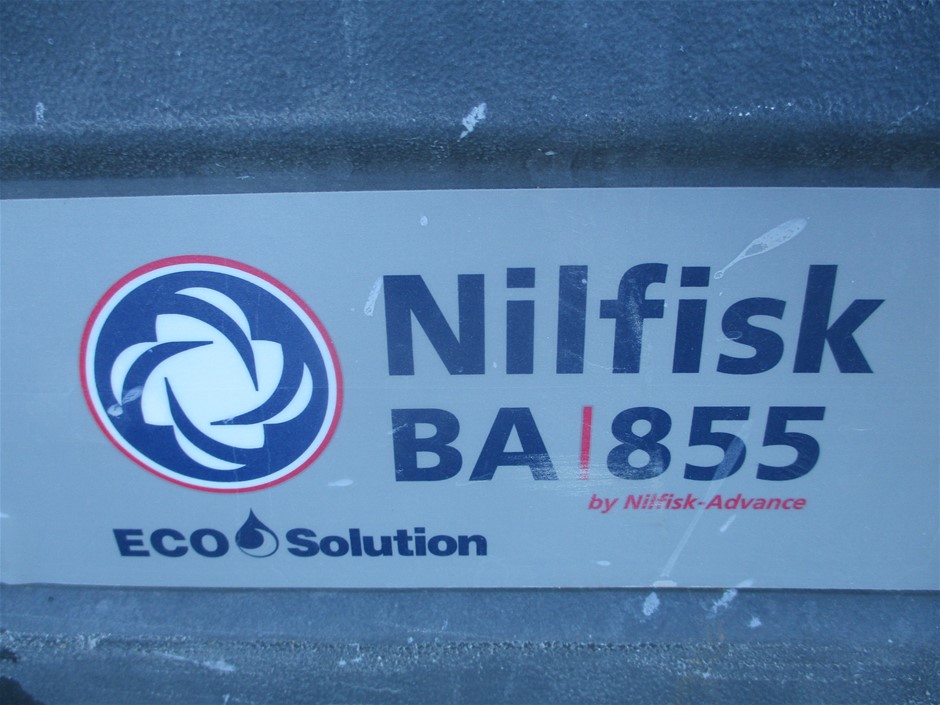 Nilfisk
BA|855
by Nilfisk-Advance
ECO Solution